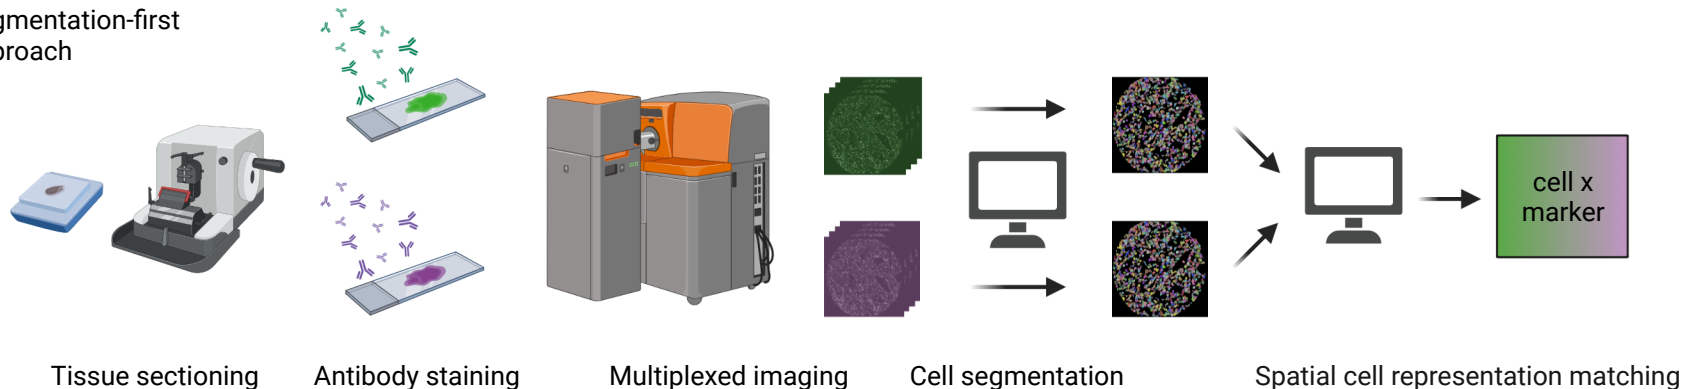 gmentation-first
proach
cell x
marker
Tissue sectioning
Antibody staining
Multiplexed imaging
Cell segmentation
Spatial cell representation matching